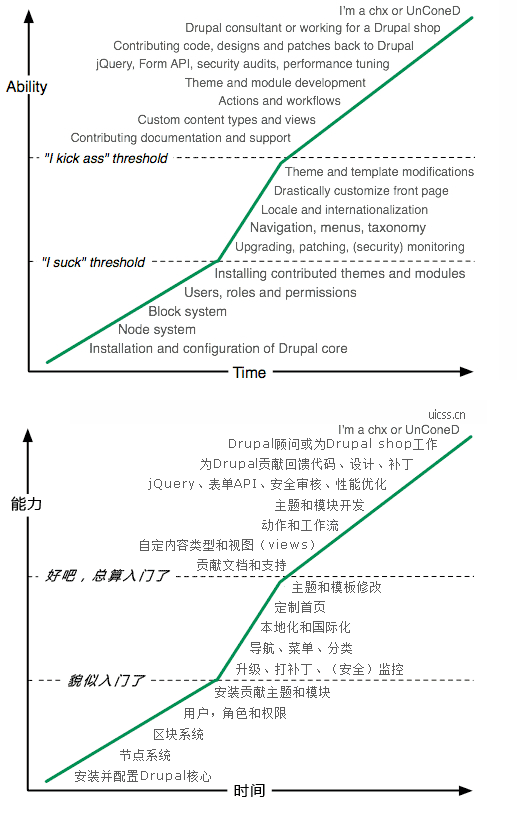 I'm a chx or UnConeD
Drupal consultant or working for a Drupal shop
Contributing code, designs and patches back to Drupal
jQuery, Form API, security audits, performance tuning
Theme and module development
Ability
Actions and workflows
Custom content types and views
Contributing documentation and support
"I kick ass" threshold
Theme and template modifications
Drastically customize front page
Locale and internationalization
Navigation, menus, taxonomy
Upgrading, patching, (security) monitoring
"I suck" threshold
Installing contributed themes and modules
Users, roles and permissions
Block system
Node system
Installation and configuration of Drupal core
Time
uicss.cn
I'm a chx or UnConeD
Drupal顾问或为Drupal shop工作
为Drupal贡献回馈代码、设计、补丁
jQuery、表单API、安全审核、性能优化
主题和模块开发
能力
动作和工作流
自定内容类型和视图（views）
贡献文档和支持
好吧，总算入门了
主题和模板修改
定制首页
本地化和国际化
导航、菜单、分类
升级、打补丁、（安全）监控
貌似入门了
安装贡献主题和模块
用户，角色和权限
区块系统
节点系统
安装并配置Drupal核心
时间